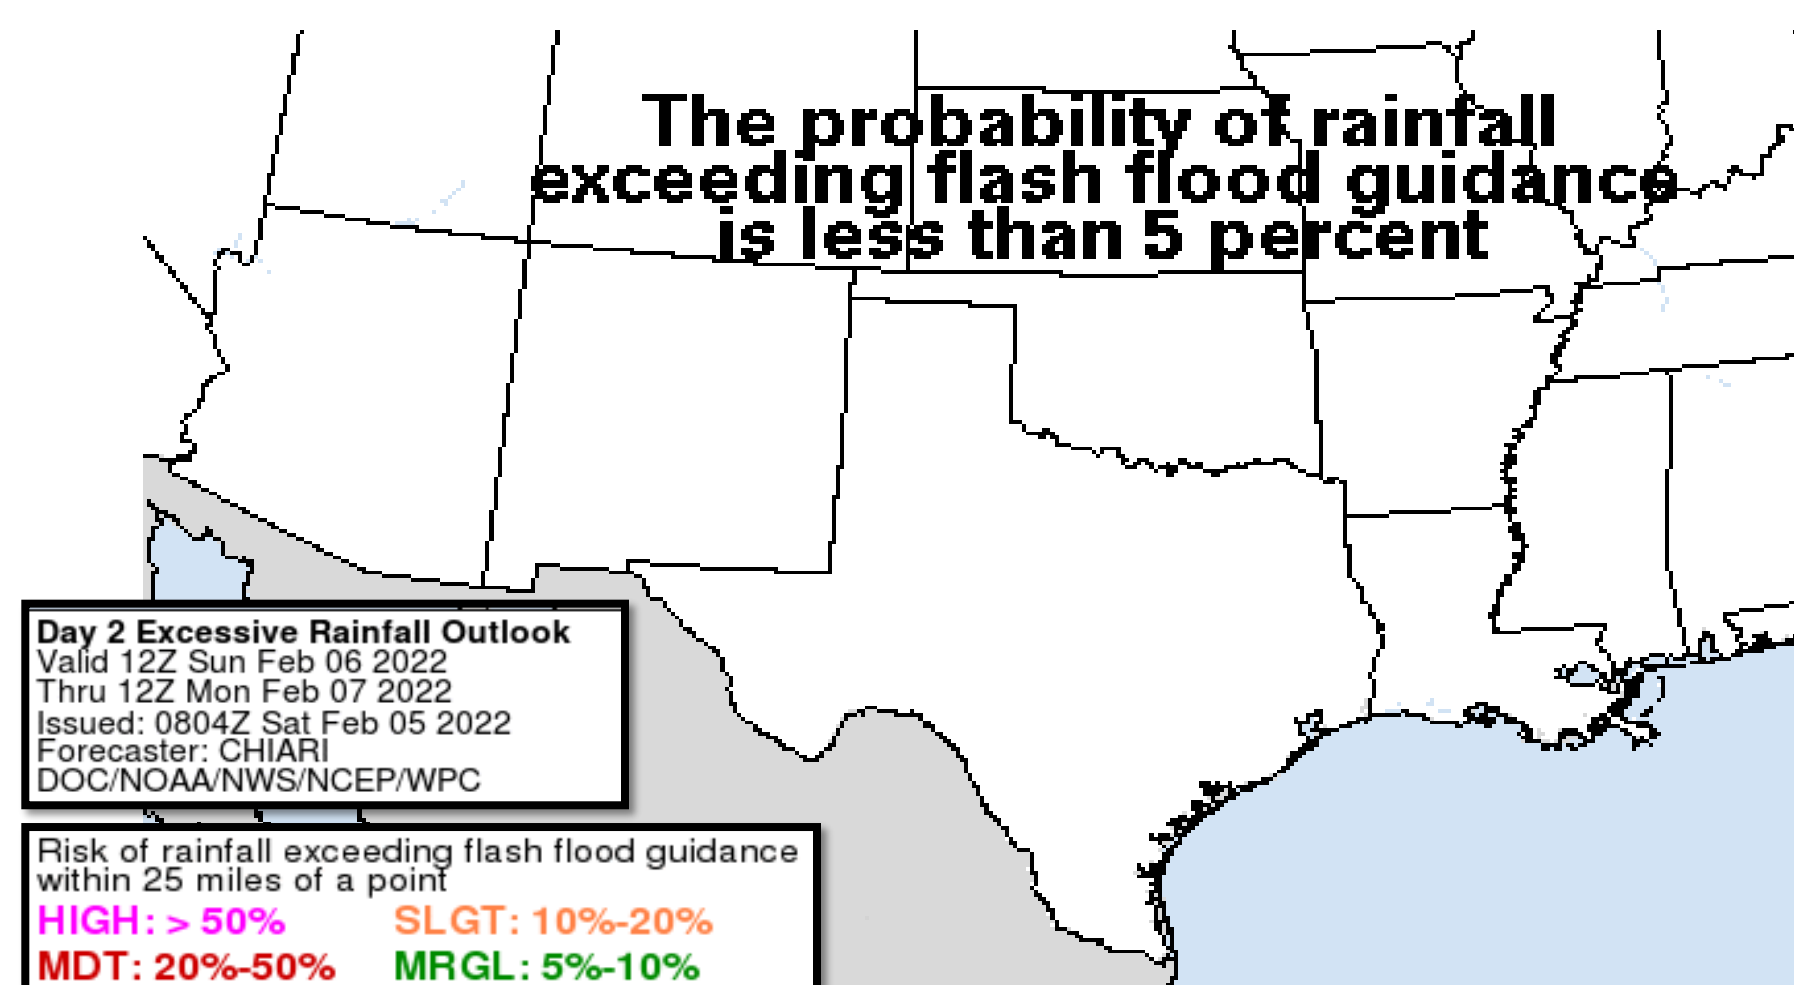 The probability of rainfall
exceeding flash flood guidance
is less than 5 percent
Day 2 Excessive Rainfall Outlook
Valid 12Z Sun Feb 06 2022
Thru 12Z Mon Feb 07 2022
Issued: 0804Z Sat Feb 05 2022
Forecaster: CHIARI
DOC/NOAA/NWS/NCEP/WPC
Risk of rainfall exceeding flash flood guidance
within 25 miles of a point
HIGH: > 50% SLGT: 10%-20%
MDT: 20%-50% MRGL: 5%-10%